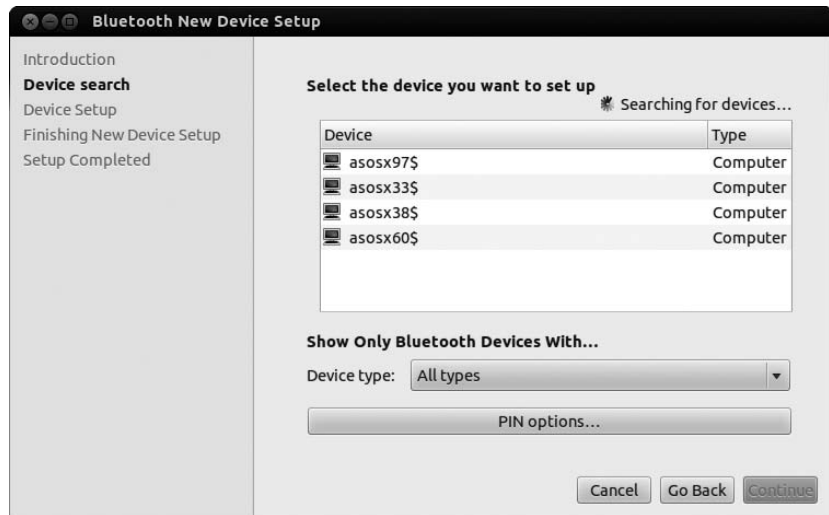 Bluetooth New Device Setup
Introduction
Device search
Device Setup
Finishing New Device Setup
Setup Completed
Select the device you want to set up
Searching for devices...
Device Type
asosx97$ Computer
asosx33$ Computer
asosx38$ Computer
asosx60$ Computer
Show Only Bluetooth Devices With...
Device type: All types
PIN options...
Cancel Go Back Continue